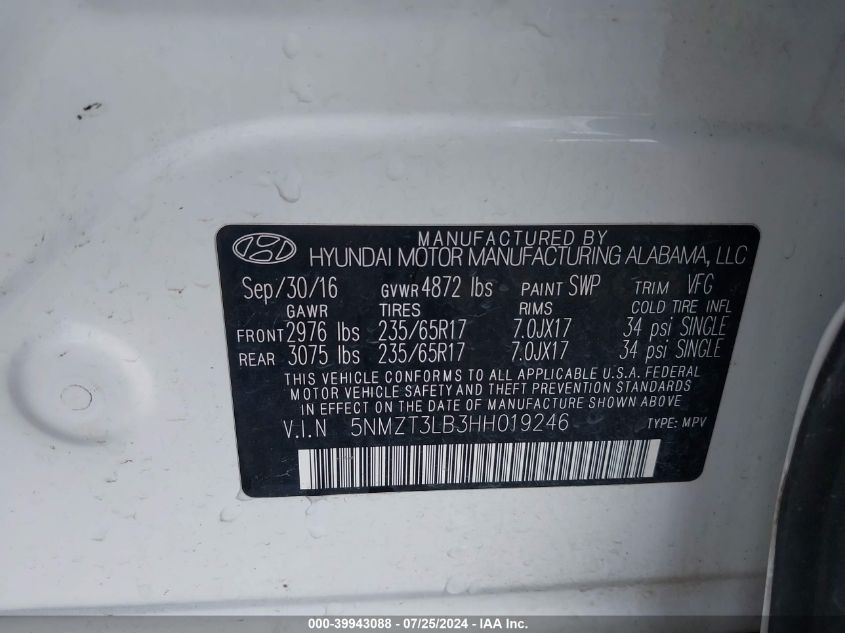 MANUFACTURED BY
HYUNDAI MOTOR MANUFACTURING ALABAMA, LLC
Sep/30/16 GVWR 4872 lbs PAINT SWP TRIM VFG
GAWR TIRES RIMS COLD TIRE INFL
FRONT 2976 lbs 235/65R17 7.0JX17 34 psi SINGLE
REAR 3075 lbs 235/65R17 7.0JX17 34 psi SINGLE
THIS VEHICLE CONFORMS TO ALL APPLICABLE U.S.A. FEDERAL
MOTOR VEHICLE SAFETY AND THEFT PREVENTION STANDARDS
IN EFFECT ON THE DATE OF MANUFACTURE SHOWN ABOVE
V.I.N 5NMZT3LB3HH019246 TYPE: MPV
000-39943088 - 07/25/2024 - IAA Inc.